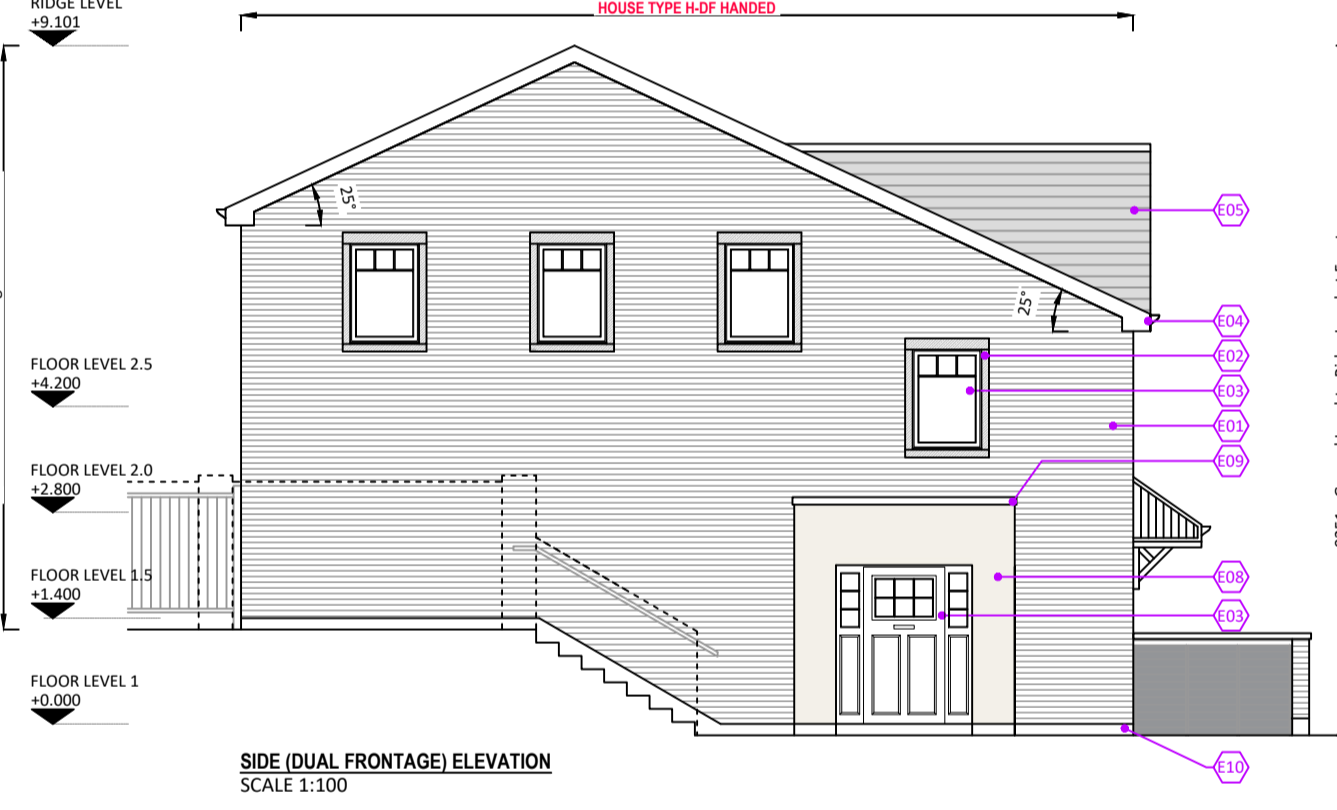 RIDGE LEVEL
+9.101
HOUSE TYPE H-DF HANDED
25°
E05
25°
E04
E02
FLOOR LEVEL 2.5
+4.200
E03
E01
E09
FLOOR LEVEL 2.0
+2.800
FLOOR LEVEL 1.5
+1.400
E08
E03
FLOOR LEVEL 1
+0.000
SIDE (DUAL FRONTAGE) ELEVATION
SCALE 1:100
E10